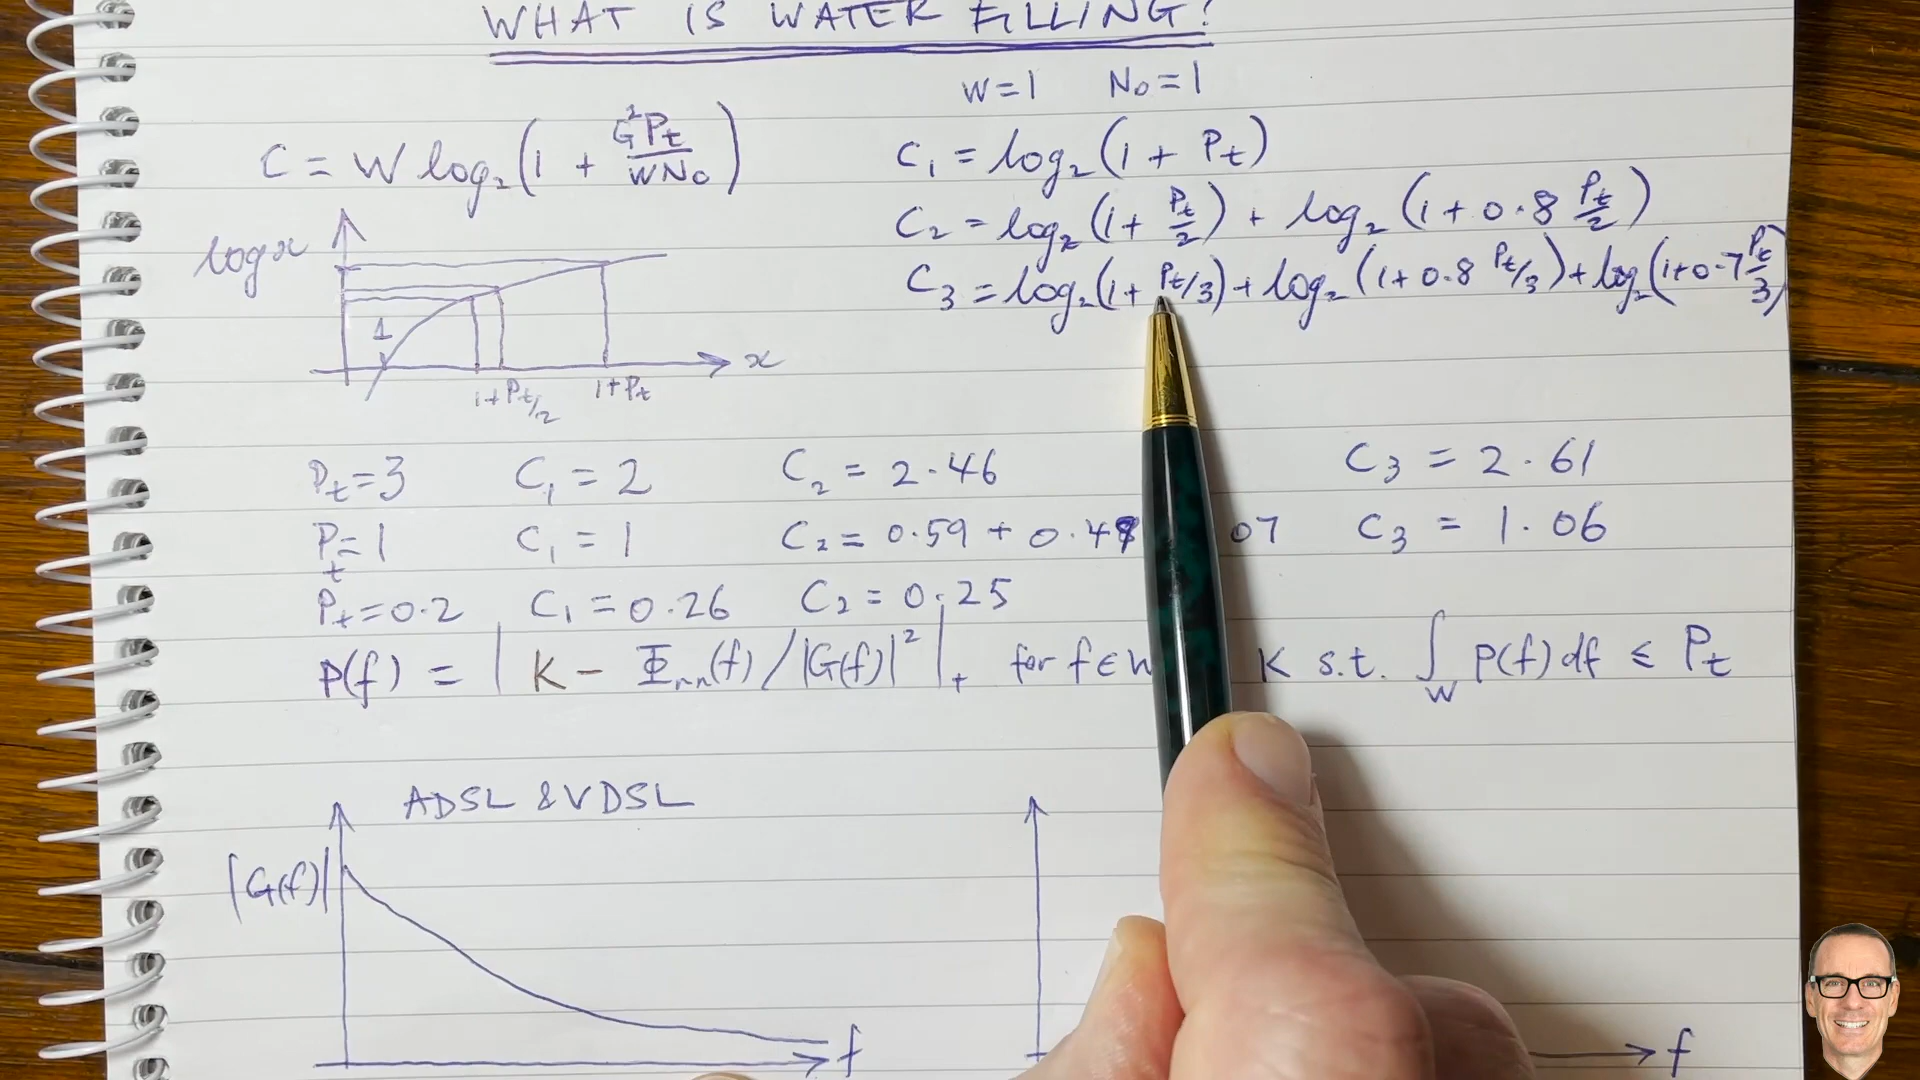 WHAT IS WATER FILLING?
W=1 N₀=1
C = W log₂(1 + G²Pt/WN₀)
C₁ = log₂(1 + Pt)
C₂ = log₂(1 + Pt/2) + log₂(1 + 0.8 Pt/2)
C₃ = log₂(1 + Pt/3) + log₂(1 + 0.8 Pt/3) + log₂(1+0.7 Pt/3)
log x
1
x
1+Pt/2 1+Pt
Pt=3 C₁ = 2 C₂ = 2.46 C₃ = 2.61
Pt=1 C₁ = 1 C₂ = 0.59 + 0.48 07 C₃ = 1.06
Pt=0.2 C₁ = 0.26 C₂ = 0.25
P(f) = | K − Φnn(f)/|G(f)|² |₊ for f ∈ W K s.t. ∫W P(f) df ≤ Pt
ADSL & VDSL
|G(f)|
f
f